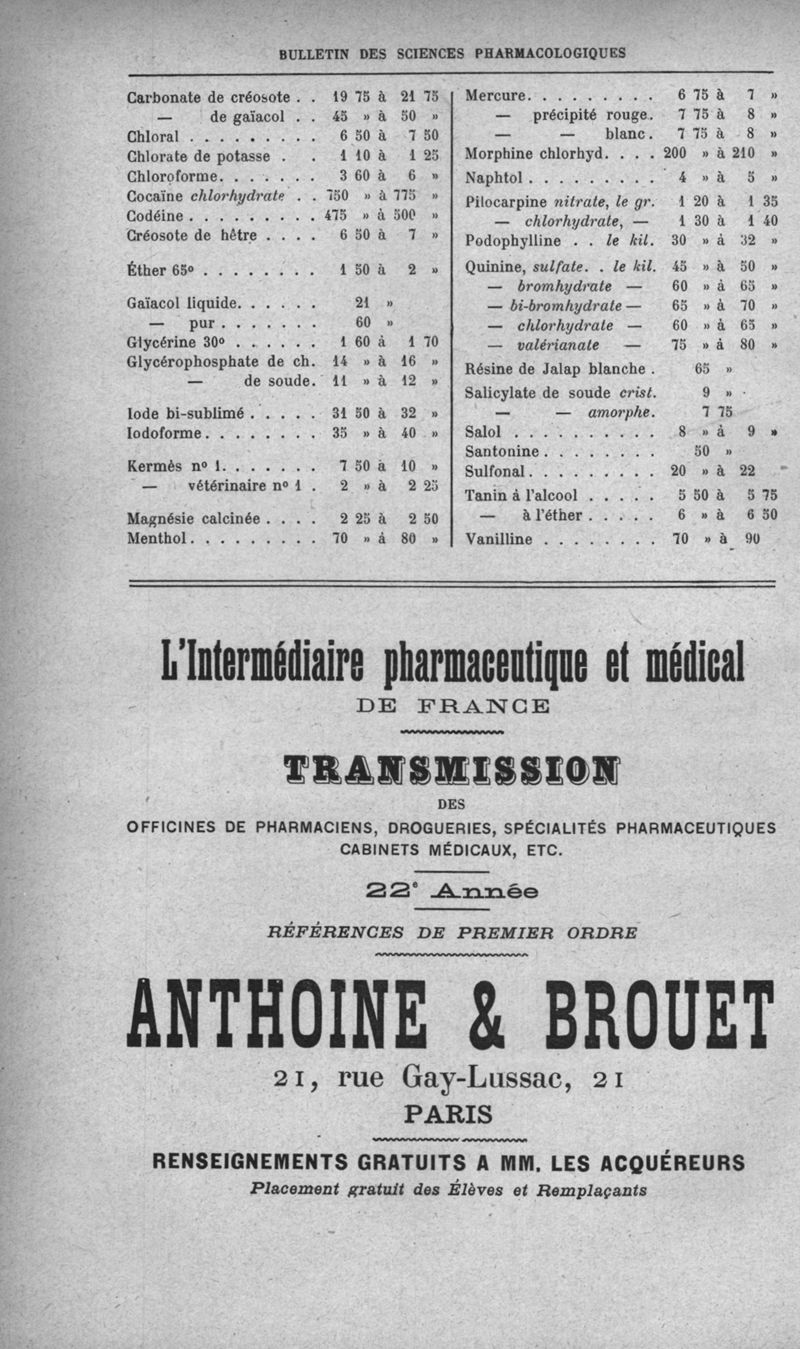 BULLETIN DES SCIENCES PHARMACOLOGIQUES
Carbonate de créosote . . 19 75 à 21 75
— de gaïacol . . 45 » à 50 »
Chloral . . . . . . . . . 6 50 à 7 50
Chlorate de potasse . . 1 10 à 1 25
Chloroforme. . . . . . . 3 60 à 6 »
Cocaïne chlorhydrate . . 750 » à 775 »
Codéine . . . . . . . . . 475 » à 500 »
Créosote de hêtre . . . . 6 50 à 7 »
Éther 65o . . . . . . . . 1 50 à 2 »
Gaïacol liquide. . . . . . 21 »
— pur . . . . . . . 60 »
Glycérine 30o . . . . . . 1 60 à 1 70
Glycérophosphate de ch. 14 » à 16 »
— de soude. 11 » à 12 »
Iode bi-sublimé . . . . . 31 50 à 32 »
Iodoforme. . . . . . . . 35 » à 40 »
Kermès no 1. . . . . . . 7 50 à 10 »
— vétérinaire no 1 . 2 » à 2 25
Magnésie calcinée . . . . 2 25 à 2 50
Menthol. . . . . . . . . 70 » à 80 »
Mercure. . . . . . . . . 6 75 à 7 »
— précipité rouge. 7 75 à 8 »
— — blanc. 7 75 à 8 »
Morphine chlorhyd. . . . 200 » à 210 »
Naphtol . . . . . . . . . 4 » à 5 »
Pilocarpine nitrate, le gr. 1 20 à 1 35
— chlorhydrate, — 1 30 à 1 40
Podophylline . . le kil. 30 » à 32 »
Quinine, sulfate. . le kil. 45 » à 50 »
— bromhydrate — 60 » à 65 »
— bi-bromhydrate — 65 » à 70 »
— chlorhydrate — 60 » à 65 »
— valérianate — 75 » à 80 »
Résine de Jalap blanche . 65 »
Salicylate de soude crist. 9 »
— — amorphe. 7 75
Salol . . . . . . . . . . 8 » à 9 »
Santonine . . . . . . . . 50 »
Sulfonal . . . . . . . . . 20 » à 22
Tanin à l'alcool . . . . . 5 50 à 5 75
— à l'éther . . . . . 6 » à 6 50
Vanilline . . . . . . . . 70 » à 90
L'Intermédiaire pharmaceutique et médical
DE FRANCE
TRANSMISSION
DES
OFFICINES DE PHARMACIENS, DROGUERIES, SPÉCIALITÉS PHARMACEUTIQUES
CABINETS MÉDICAUX, ETC.
22e Année
RÉFÉRENCES DE PREMIER ORDRE
ANTHOINE & BROUET
21, rue Gay-Lussac, 21
PARIS
RENSEIGNEMENTS GRATUITS A MM. LES ACQUÉREURS
Placement gratuit des Élèves et Remplaçants